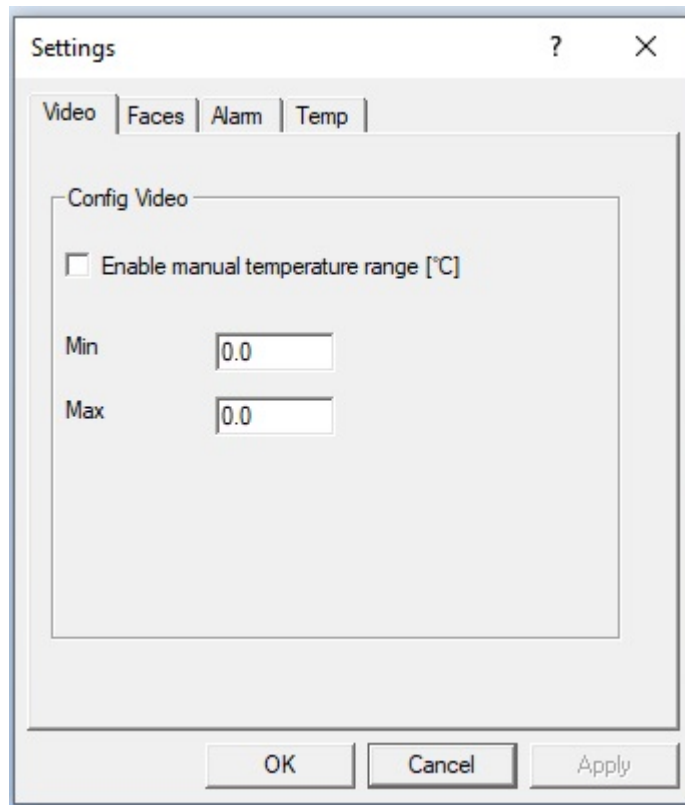 Settings ?
Video Faces Alarm Temp
Config Video
Enable manual temperature range [°C]
Min 0.0
Max 0.0
OK Cancel Apply